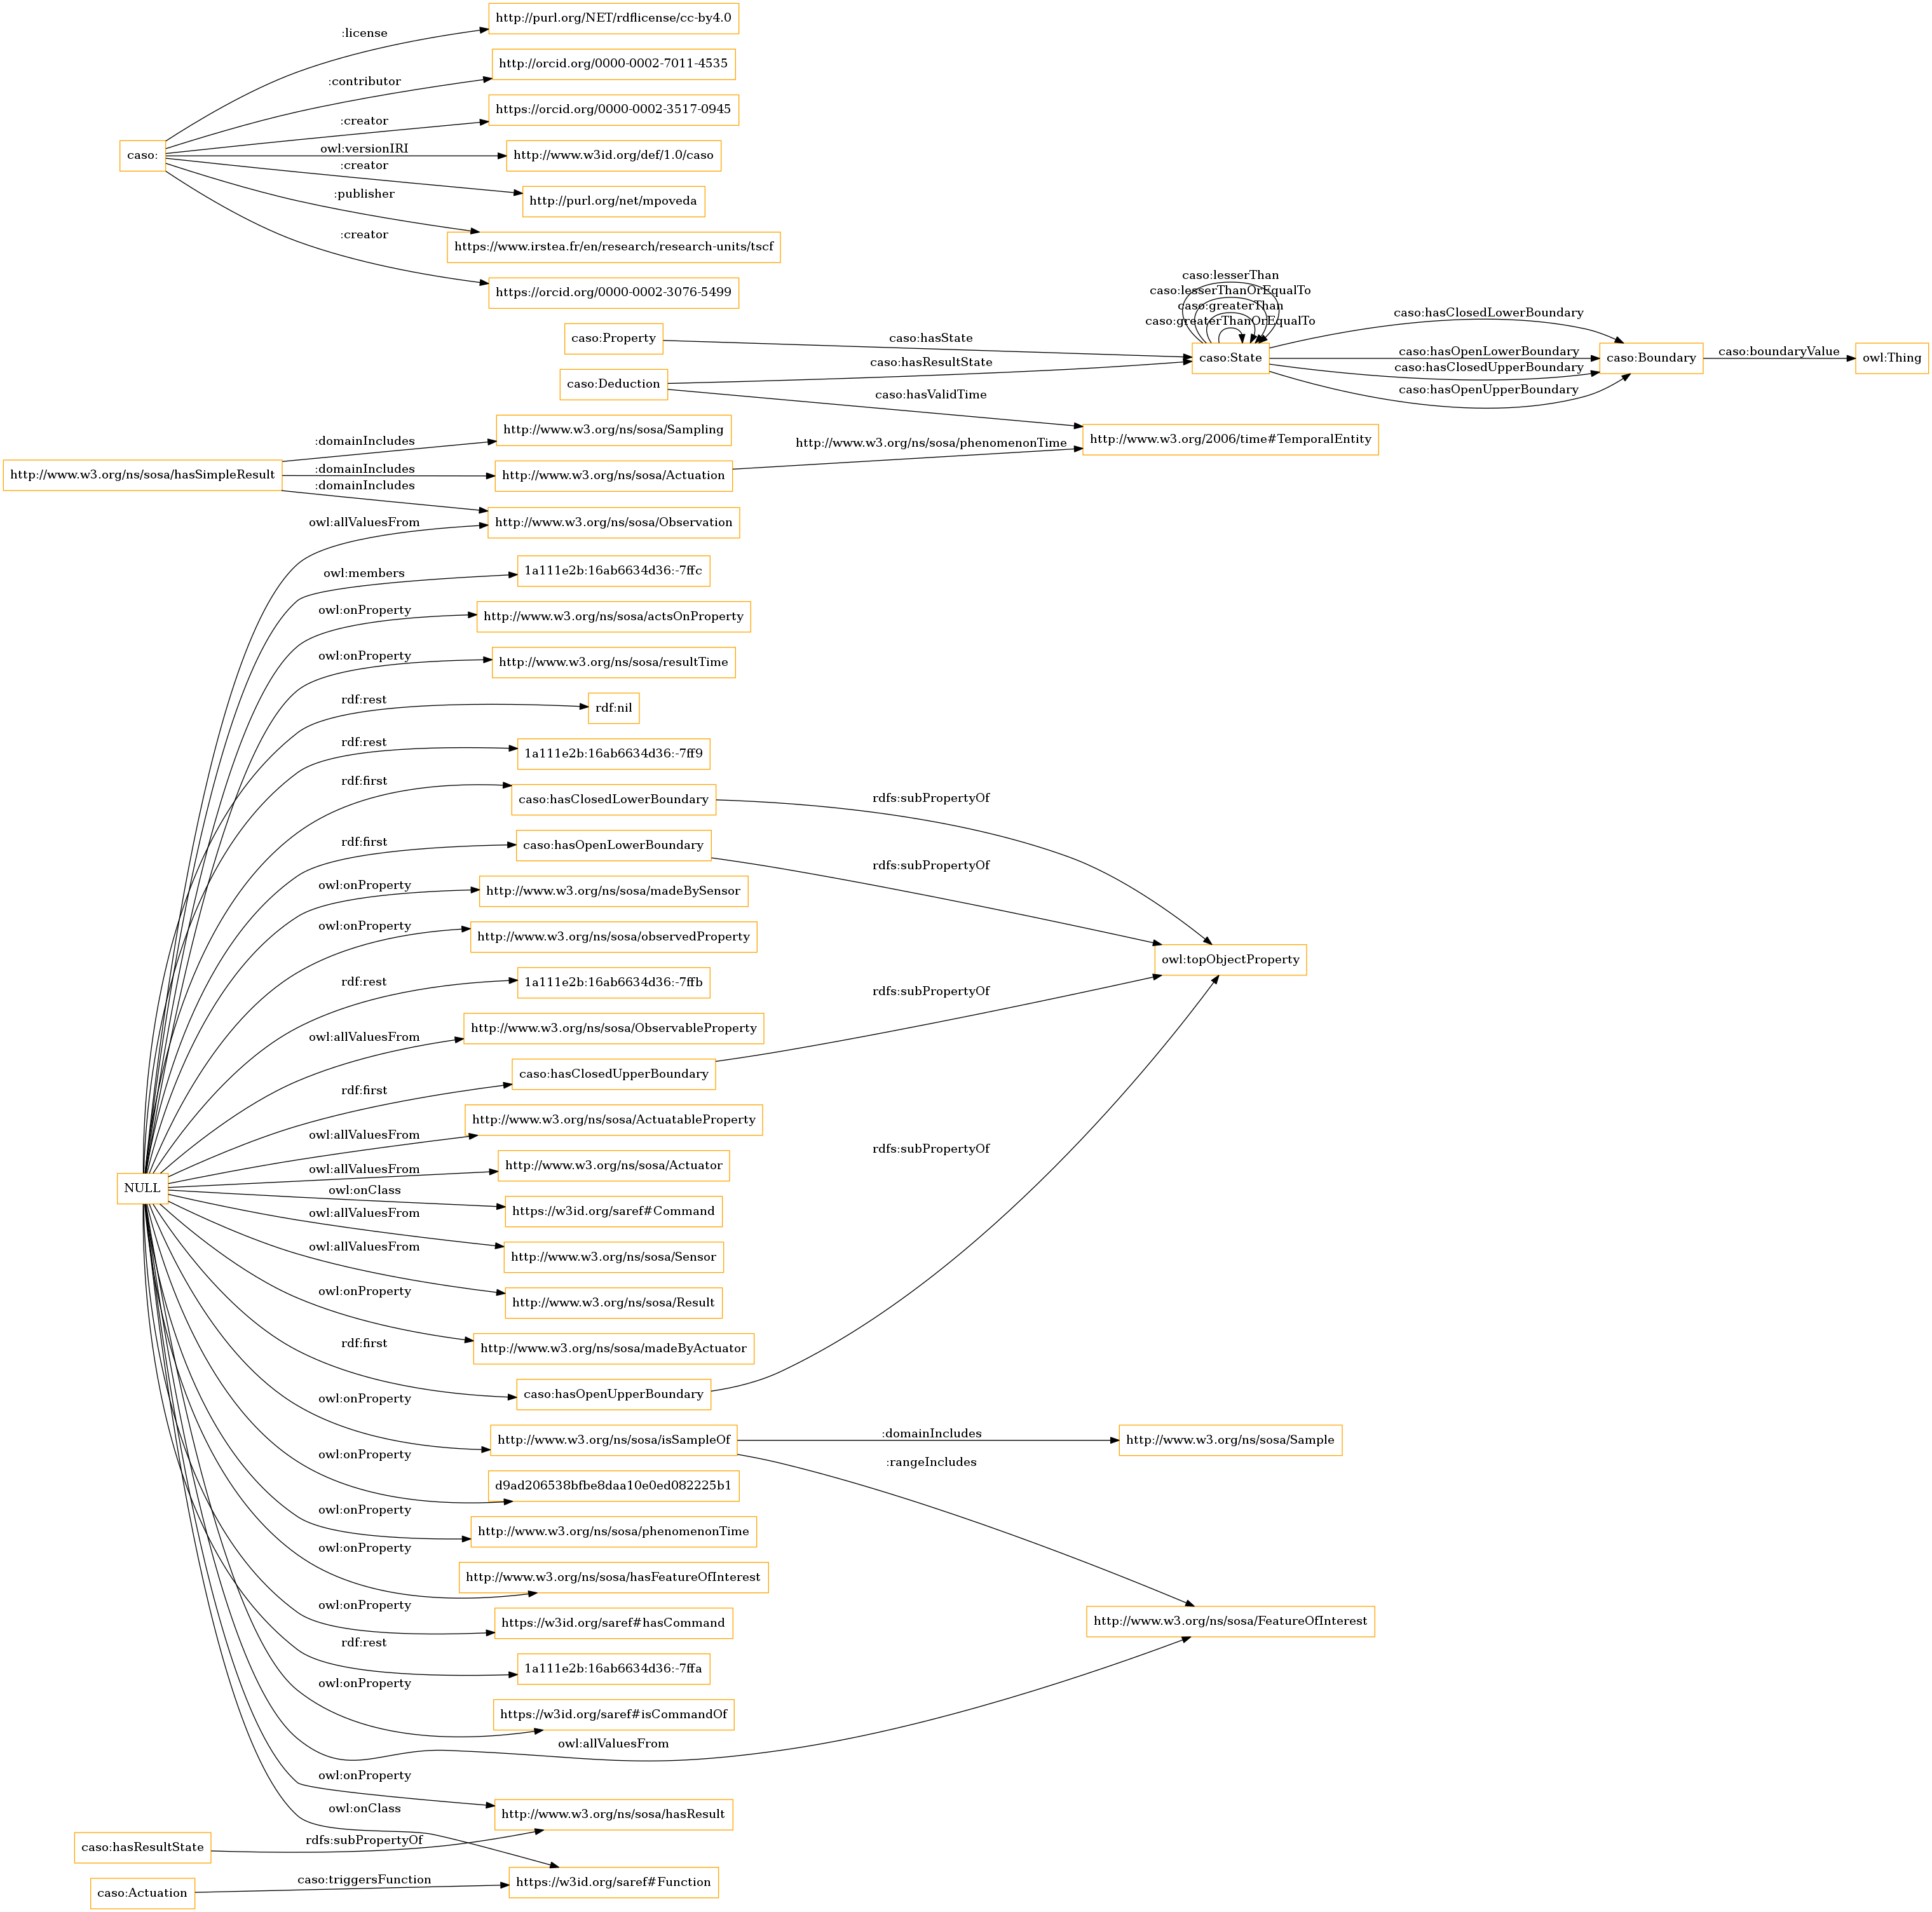 http://purl.org/NET/rdflicense/cc-by4.0
:license
http://orcid.org/0000-0002-7011-4535
:contributor
https://orcid.org/0000-0002-3517-0945
:creator
caso:
owl:versionIRI
http://www.w3id.org/def/1.0/caso
:creator
http://purl.org/net/mpoveda
:publisher
https://www.irstea.fr/en/research/research-units/tscf
:creator
https://orcid.org/0000-0002-3076-5499
caso:lesserThan
caso:lesserThanOrEqualTo
caso:greaterThan
caso:greaterThanOrEqualTo
caso:Property
caso:hasState
caso:State
caso:hasClosedLowerBoundary
caso:hasOpenLowerBoundary
caso:hasClosedUpperBoundary
caso:hasOpenUpperBoundary
caso:Boundary
caso:boundaryValue
owl:Thing
caso:Deduction
caso:hasResultState
caso:hasValidTime
http://www.w3.org/2006/time#TemporalEntity
http://www.w3.org/ns/sosa/phenomenonTime
http://www.w3.org/ns/sosa/hasSimpleResult
:domainIncludes
http://www.w3.org/ns/sosa/Sampling
:domainIncludes
http://www.w3.org/ns/sosa/Actuation
:domainIncludes
http://www.w3.org/ns/sosa/Observation
owl:allValuesFrom
owl:members
1a111e2b:16ab6634d36:-7ffc
owl:onProperty
http://www.w3.org/ns/sosa/actsOnProperty
owl:onProperty
http://www.w3.org/ns/sosa/resultTime
rdf:rest
rdf:nil
rdf:rest
1a111e2b:16ab6634d36:-7ff9
rdf:first
caso:hasClosedLowerBoundary
rdfs:subPropertyOf
rdf:first
caso:hasOpenLowerBoundary
rdfs:subPropertyOf
owl:onProperty
http://www.w3.org/ns/sosa/madeBySensor
owl:onProperty
http://www.w3.org/ns/sosa/observedProperty
owl:topObjectProperty
rdf:rest
1a111e2b:16ab6634d36:-7ffb
rdfs:subPropertyOf
owl:allValuesFrom
http://www.w3.org/ns/sosa/ObservableProperty
rdf:first
caso:hasClosedUpperBoundary
owl:allValuesFrom
http://www.w3.org/ns/sosa/ActuatableProperty
rdfs:subPropertyOf
owl:allValuesFrom
http://www.w3.org/ns/sosa/Actuator
NULL
owl:onClass
https://w3id.org/saref#Command
owl:allValuesFrom
http://www.w3.org/ns/sosa/Sensor
owl:allValuesFrom
http://www.w3.org/ns/sosa/Result
owl:onProperty
http://www.w3.org/ns/sosa/madeByActuator
rdf:first
caso:hasOpenUpperBoundary
owl:onProperty
http://www.w3.org/ns/sosa/isSampleOf
:domainIncludes
http://www.w3.org/ns/sosa/Sample
:rangeIncludes
owl:onProperty
d9ad206538bfbe8daa10e0ed082225b1
owl:onProperty
http://www.w3.org/ns/sosa/phenomenonTime
owl:onProperty
http://www.w3.org/ns/sosa/hasFeatureOfInterest
owl:onProperty
https://w3id.org/saref#hasCommand
http://www.w3.org/ns/sosa/FeatureOfInterest
rdf:rest
1a111e2b:16ab6634d36:-7ffa
owl:onProperty
https://w3id.org/saref#isCommandOf
owl:allValuesFrom
owl:onProperty
http://www.w3.org/ns/sosa/hasResult
owl:onClass
caso:hasResultState
rdfs:subPropertyOf
caso:Actuation
caso:triggersFunction
https://w3id.org/saref#Function